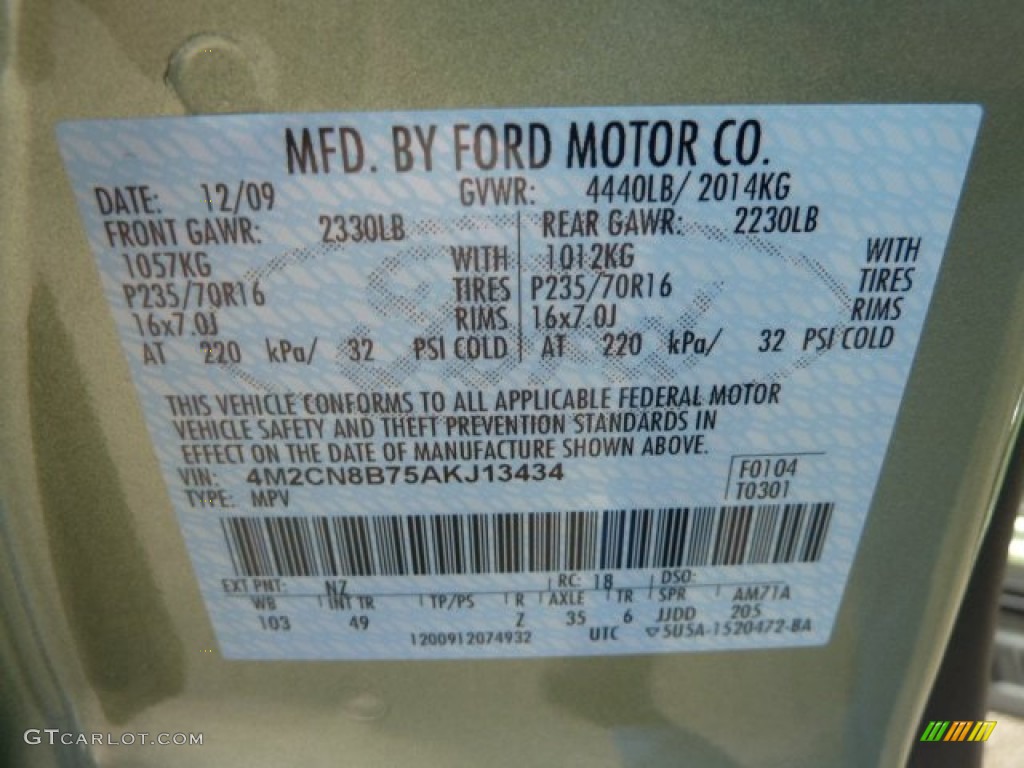 MFD. BY FORD MOTOR CO.
DATE: 12/09 GVWR: 4440LB/ 2014KG
FRONT GAWR: 2330LB REAR GAWR: 2230LB
1057KG WITH 1012KG WITH
P235/70R16 TIRES P235/70R16 TIRES
16x7.0J RIMS 16x7.0J RIMS
AT 220 kPa/ 32 PSI COLD AT 220 kPa/ 32 PSI COLD
THIS VEHICLE CONFORMS TO ALL APPLICABLE FEDERAL MOTOR
VEHICLE SAFETY AND THEFT PREVENTION STANDARDS IN
EFFECT ON THE DATE OF MANUFACTURE SHOWN ABOVE.
VIN: 4M2CN8B75AKJ13434 F0104
TYPE: MPV T0301
EXT PNT: NZ RC: 18 DSO:
WB INT TR TP/PS R AXLE TR SPR AM71A
103 49 Z 35 6 JJDD 205
1200912074932 UTC 5U5A-1520472-BA
GTCARLOT.COM